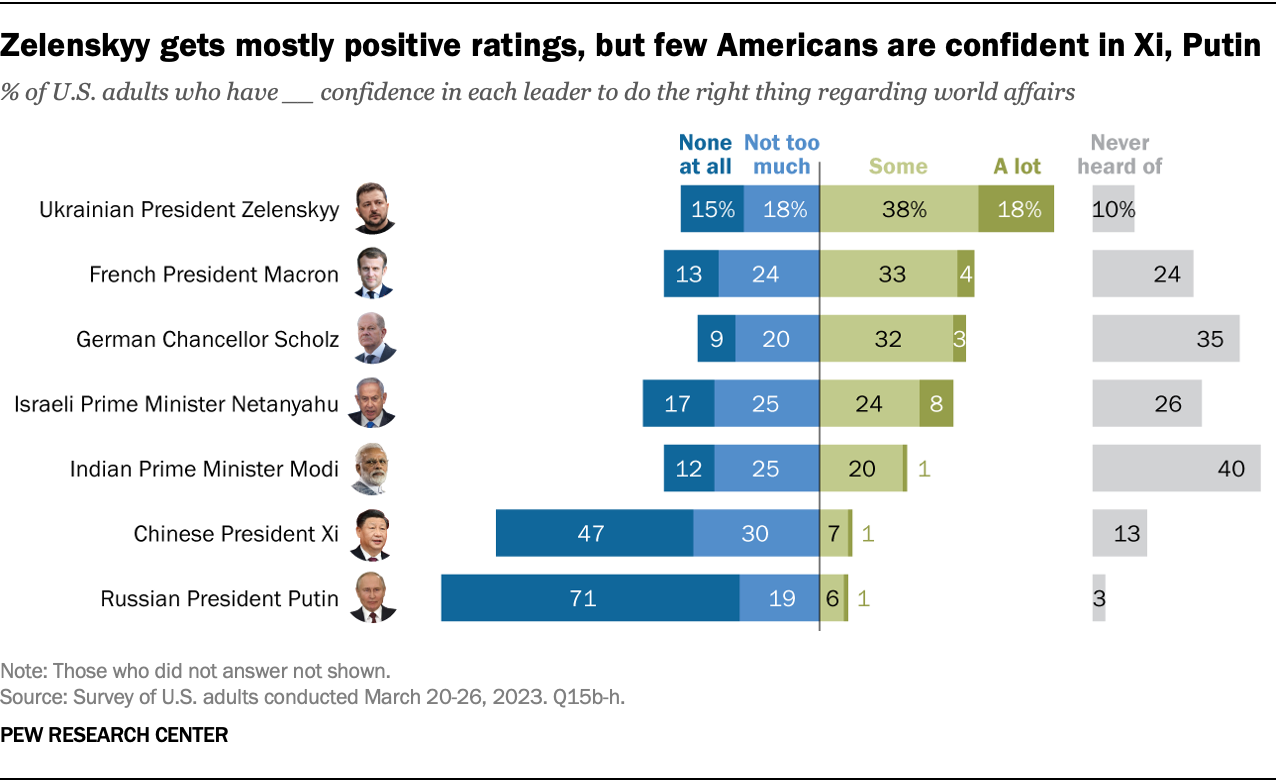 Zelenskyy gets mostly positive ratings, but few Americans are confident in Xi, Putin
% of U.S. adults who have __ confidence in each leader to do the right thing regarding world affairs
None at all
Not too much
Some
A lot
Never heard of
Ukrainian President Zelenskyy 15% 18% 38% 18% 10%
French President Macron 13 24 33 4 24
German Chancellor Scholz 9 20 32 3 35
Israeli Prime Minister Netanyahu 17 25 24 8 26
Indian Prime Minister Modi 12 25 20 1 40
Chinese President Xi 47 30 7 1 13
Russian President Putin 71 19 6 1 3
Note: Those who did not answer not shown.
Source: Survey of U.S. adults conducted March 20-26, 2023. Q15b-h.
PEW RESEARCH CENTER